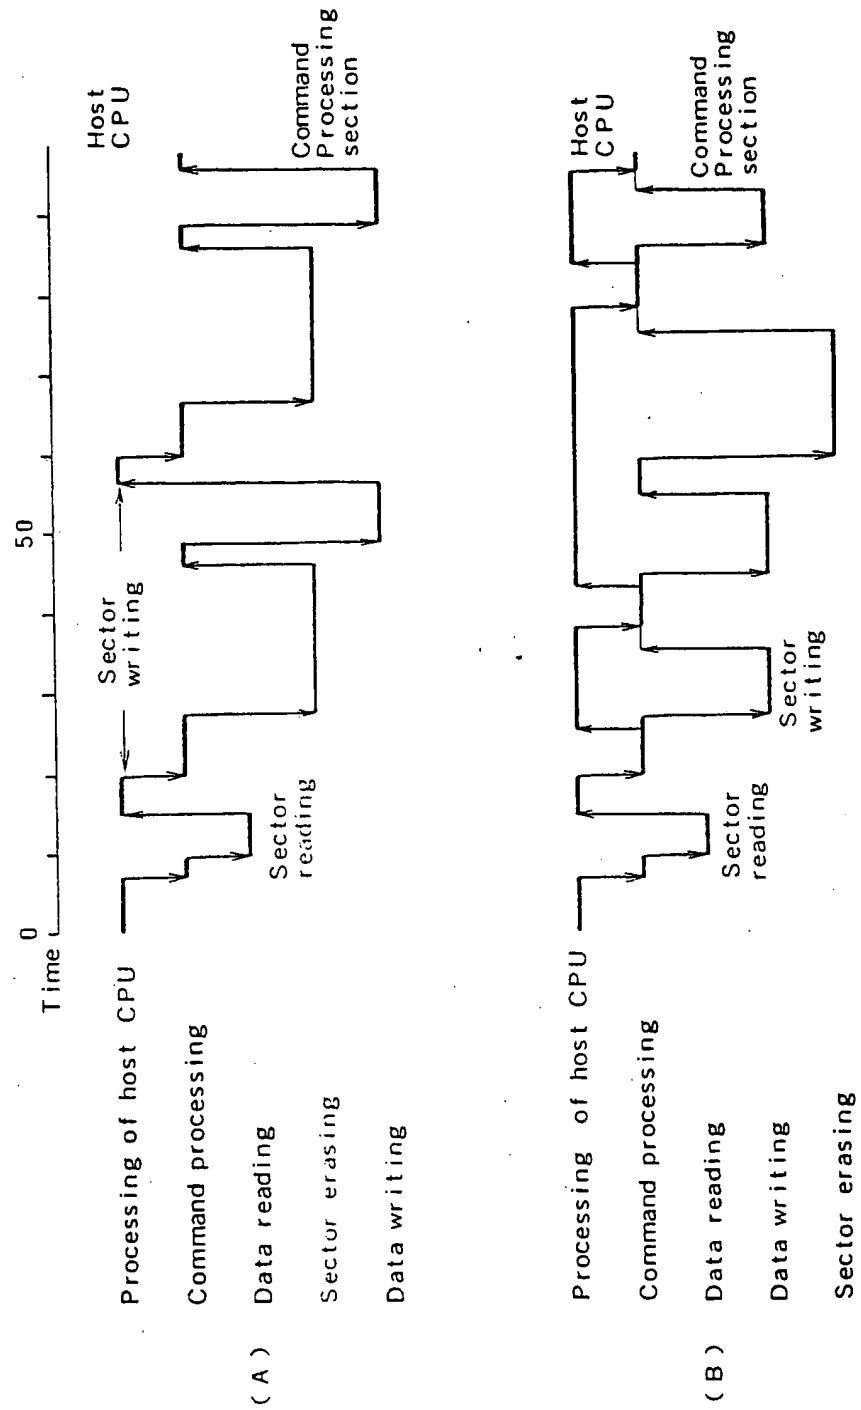 Time
0
50
Host
CPU
Sector
writing
Command
Processing
section
Sector
reading
(A)
Processing of host CPU
Command processing
Data reading
Sector erasing
Data writing
Host
CPU
Command
Processing
section
Sector
reading
Sector
writing
(B)
Processing of host CPU
Command processing
Data reading
Data writing
Sector erasing